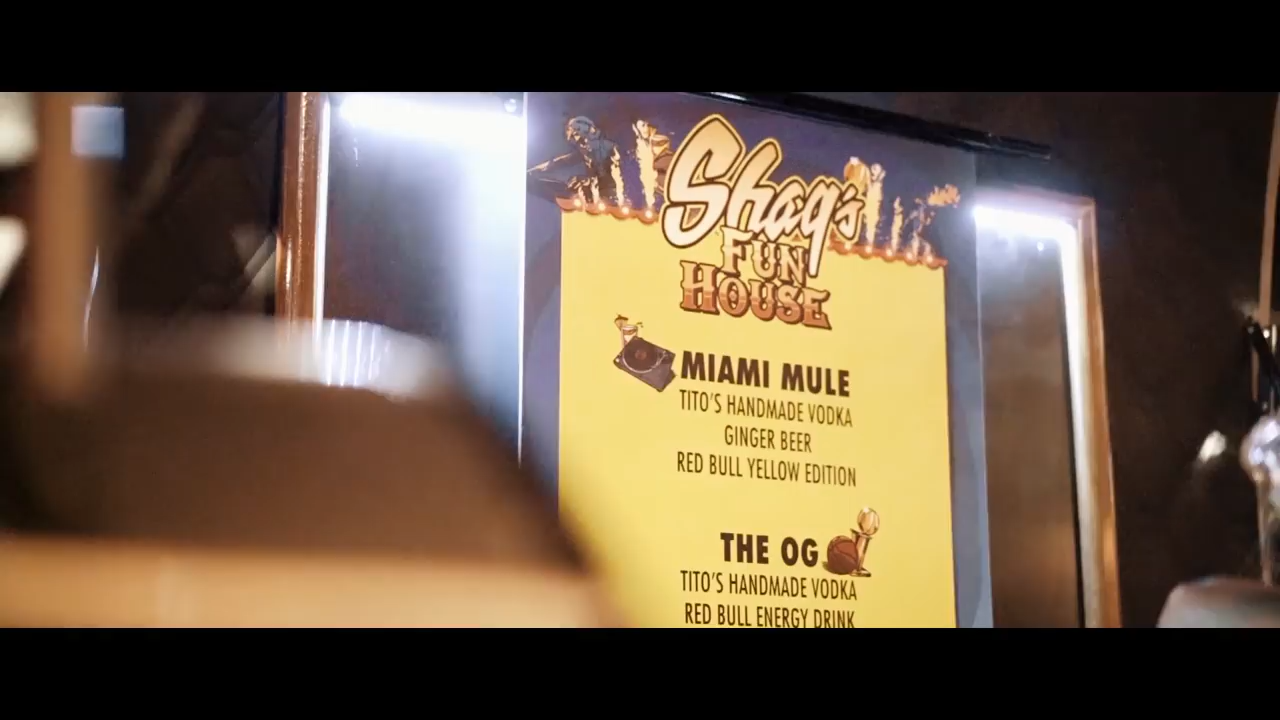 Shaq's
FUN
HOUSE
MIAMI MULE
TITO'S HANDMADE VODKA
GINGER BEER
RED BULL YELLOW EDITION
THE OG
TITO'S HANDMADE VODKA
RED BULL ENERGY DRINK